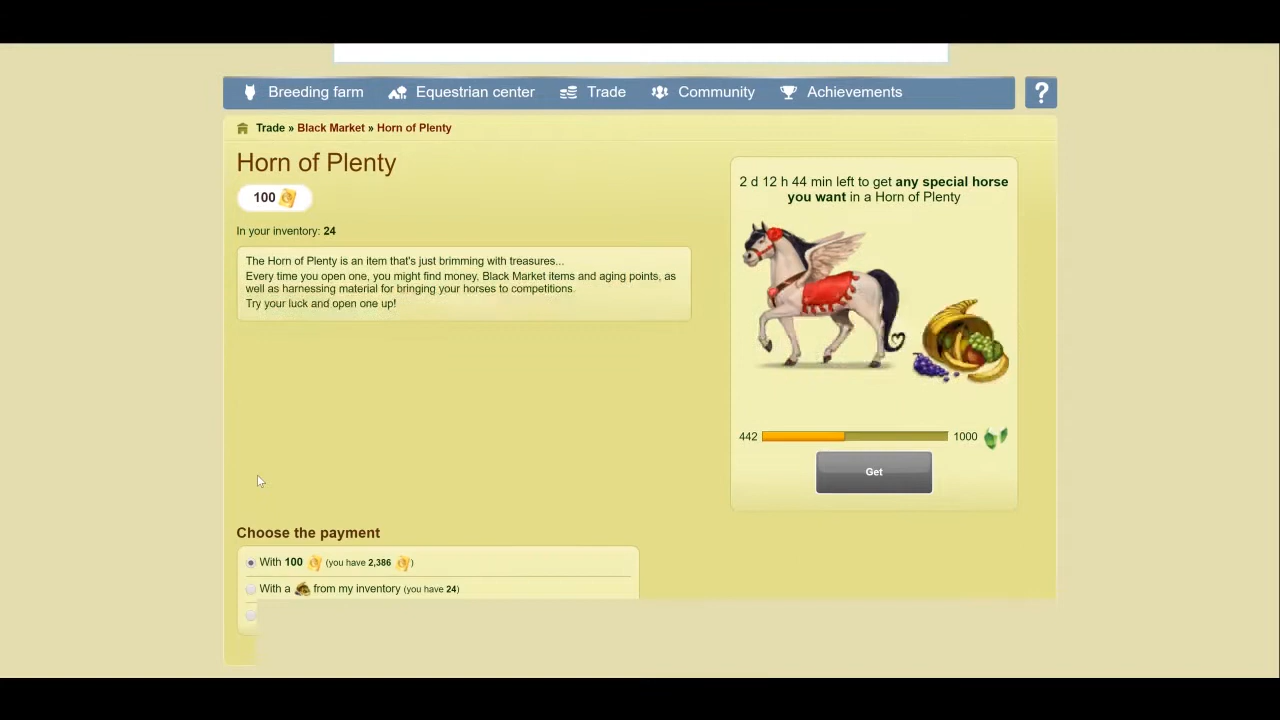 Breeding farm Equestrian center Trade Community Achievements ?
Trade » Black Market » Horn of Plenty
Horn of Plenty
100
In your inventory: 24
The Horn of Plenty is an item that's just brimming with treasures...
Every time you open one, you might find money, Black Market items and aging points, as
well as harnessing material for bringing your horses to competitions.
Try your luck and open one up!
2 d 12 h 44 min left to get any special horse
you want in a Horn of Plenty
442 1000
Get
Choose the payment
With 100 (you have 2,386 )
With a from my inventory (you have 24)